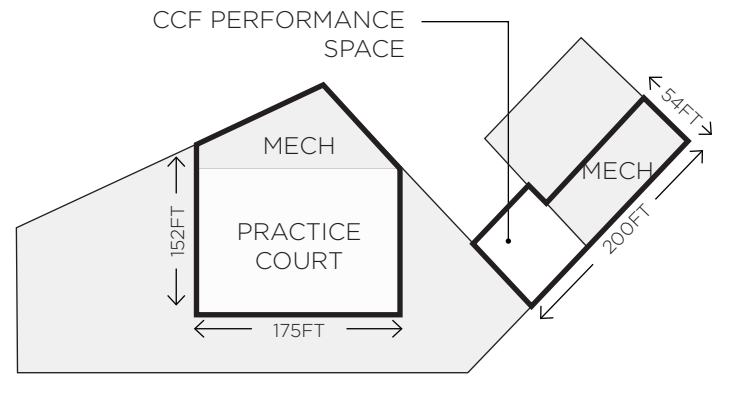 CCF PERFORMANCE
SPACE
54FT
MECH
MECH
152FT
PRACTICE
COURT
200FT
175FT